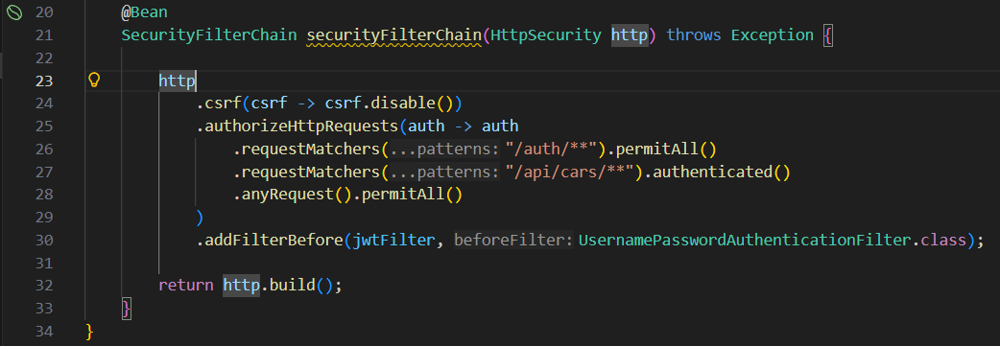 20 @Bean
21 SecurityFilterChain securityFilterChain(HttpSecurity http) throws Exception {
22
23 http
24 .csrf(csrf -> csrf.disable())
25 .authorizeHttpRequests(auth -> auth
26 .requestMatchers(...patterns: "/auth/**").permitAll()
27 .requestMatchers(...patterns: "/api/cars/**").authenticated()
28 .anyRequest().permitAll()
29 )
30 .addFilterBefore(jwtFilter, beforeFilter: UsernamePasswordAuthenticationFilter.class);
31
32 return http.build();
33 }
34 }